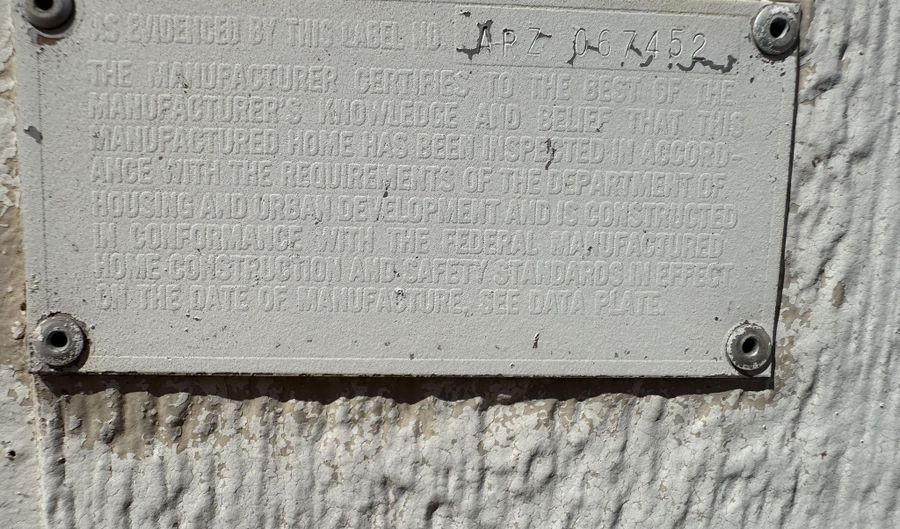 AS EVIDENCED BY THIS LABEL NO. ARZ 067452
THE MANUFACTURER CERTIFIES TO THE BEST OF THE
MANUFACTURER'S KNOWLEDGE AND BELIEF THAT THIS
MANUFACTURED HOME HAS BEEN INSPECTED IN ACCORD-
ANCE WITH THE REQUIREMENTS OF THE DEPARTMENT OF
HOUSING AND URBAN DEVELOPMENT AND IS CONSTRUCTED
IN CONFORMANCE WITH THE FEDERAL MANUFACTURED
HOME CONSTRUCTION AND SAFETY STANDARDS IN EFFECT
ON THE DATE OF MANUFACTURE. SEE DATA PLATE.